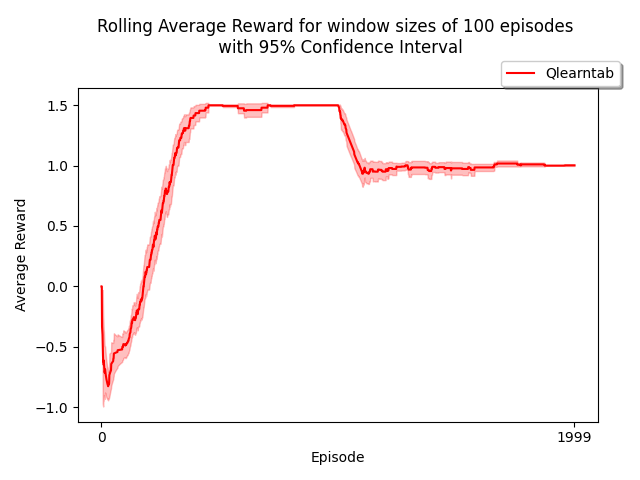 Rolling Average Reward for window sizes of 100 episodes
with 95% Confidence Interval
Qlearntab
1.5
1.0
0.5
0.0
−0.5
−1.0
Average Reward
0
1999
Episode